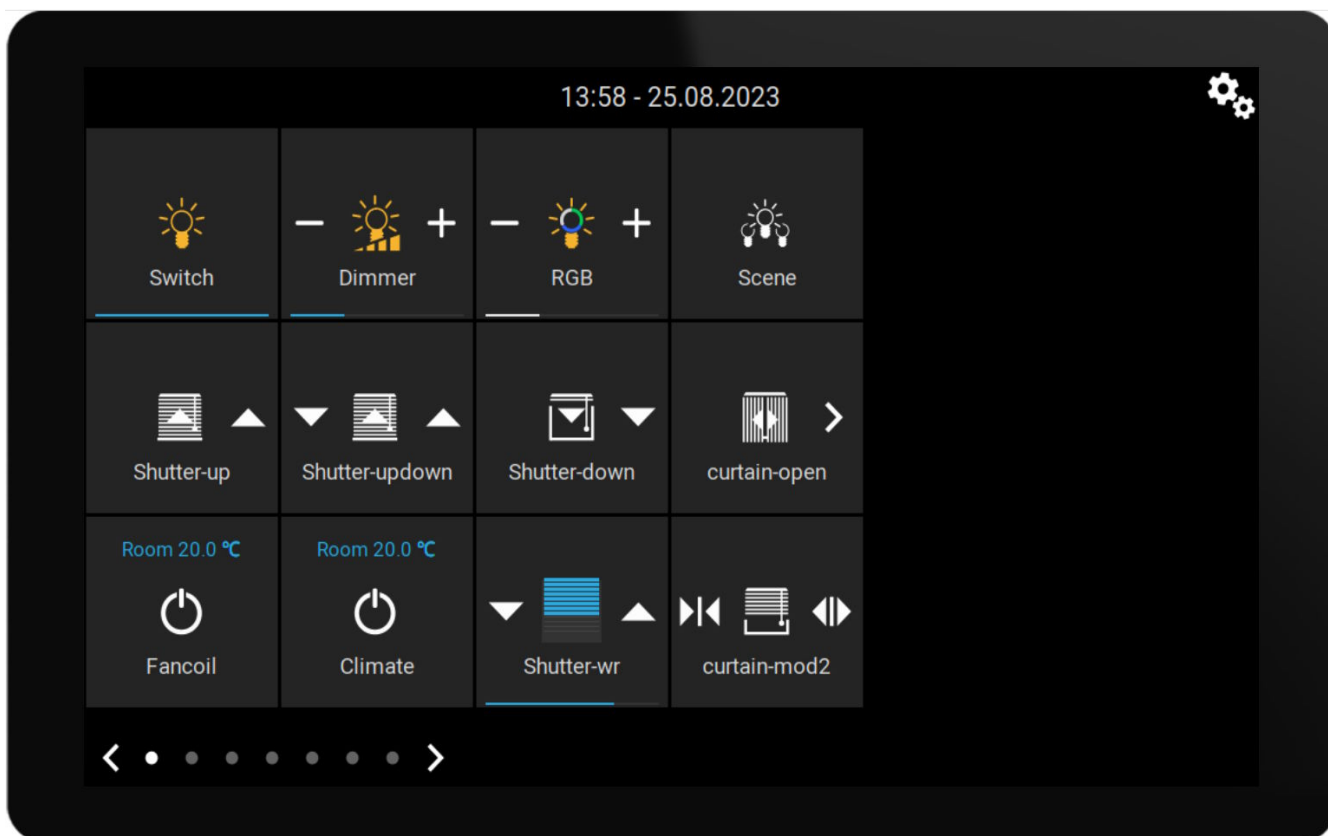 13:58 - 25.08.2023
Switch
Dimmer
RGB
Scene
Shutter-up
Shutter-updown
Shutter-down
curtain-open
Room 20.0 °C
Room 20.0 °C
Fancoil
Climate
Shutter-wr
curtain-mod2